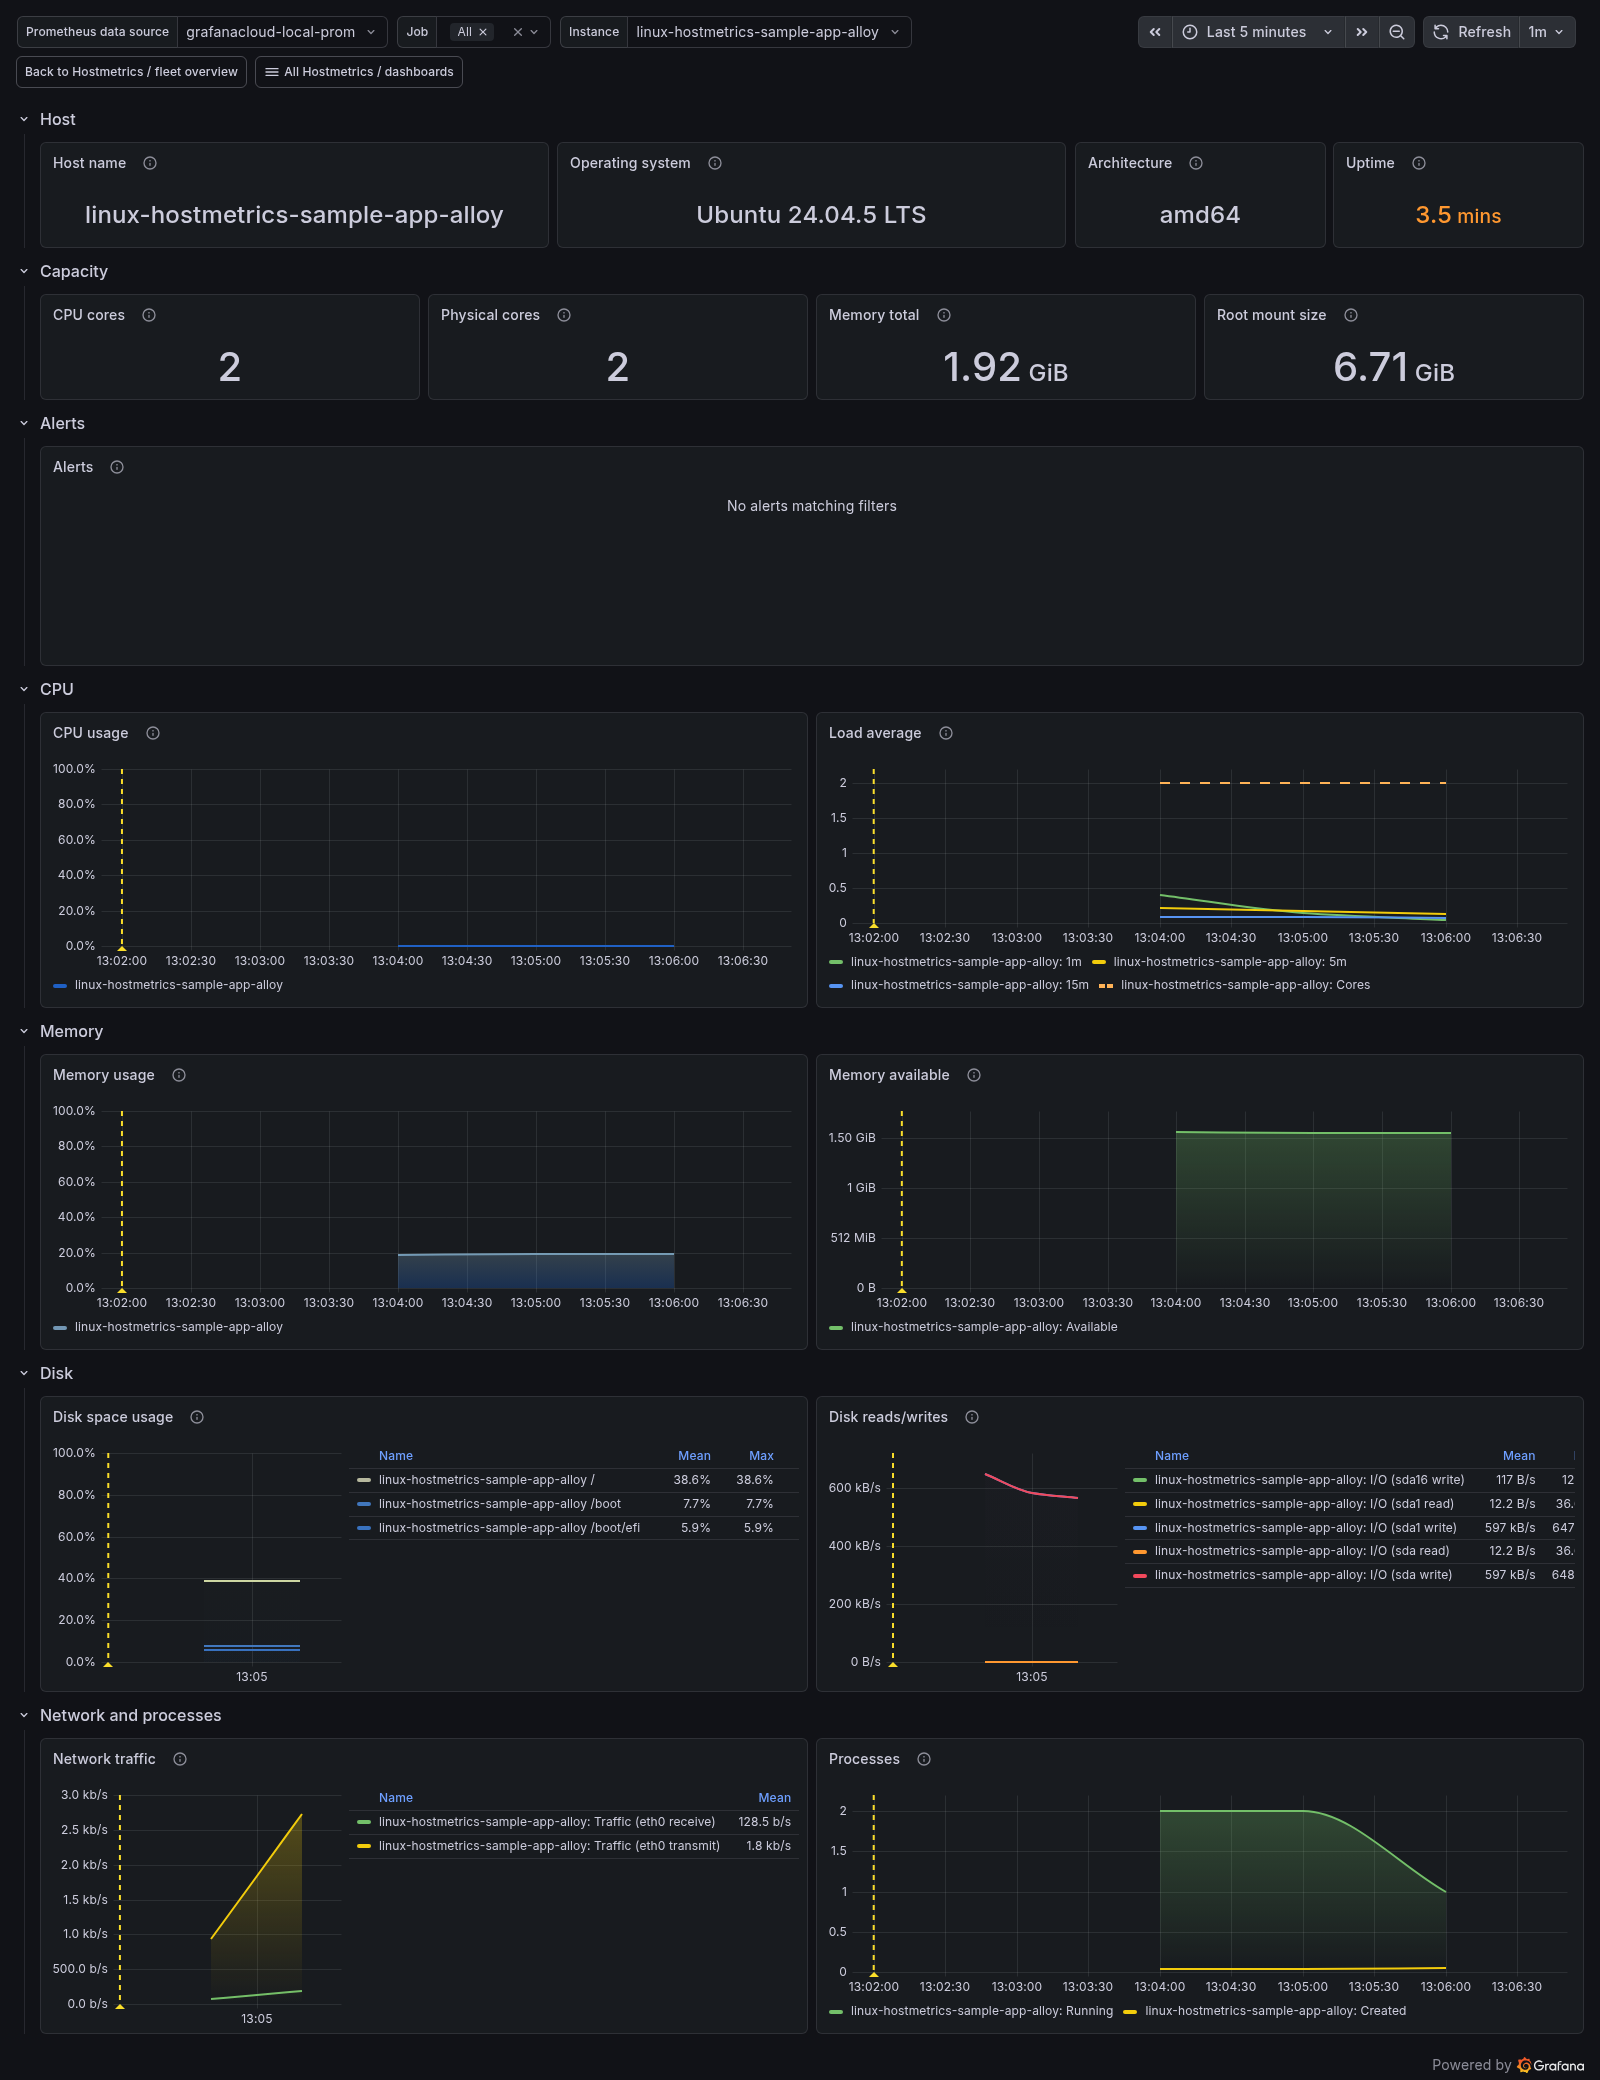 Prometheus data source grafanacloud-local-prom Job All Instance linux-hostmetrics-sample-app-alloy Last 5 minutes Refresh 1m
Back to Hostmetrics / fleet overview All Hostmetrics / dashboards
Host
Host name Operating system Architecture Uptime
linux-hostmetrics-sample-app-alloy Ubuntu 24.04.5 LTS amd64 3.5 mins
Capacity
CPU cores Physical cores Memory total Root mount size
2 2 1.92 GiB 6.71 GiB
Alerts
Alerts
No alerts matching filters
CPU
CPU usage
100.0%
80.0%
60.0%
40.0%
20.0%
0.0%
13:02:00 13:02:30 13:03:00 13:03:30 13:04:00 13:04:30 13:05:00 13:05:30 13:06:00 13:06:30
linux-hostmetrics-sample-app-alloy
Load average
2
1.5
1
0.5
0
13:02:00 13:02:30 13:03:00 13:03:30 13:04:00 13:04:30 13:05:00 13:05:30 13:06:00 13:06:30
linux-hostmetrics-sample-app-alloy: 1m linux-hostmetrics-sample-app-alloy: 5m
linux-hostmetrics-sample-app-alloy: 15m linux-hostmetrics-sample-app-alloy: Cores
Memory
Memory usage
100.0%
80.0%
60.0%
40.0%
20.0%
0.0%
13:02:00 13:02:30 13:03:00 13:03:30 13:04:00 13:04:30 13:05:00 13:05:30 13:06:00 13:06:30
linux-hostmetrics-sample-app-alloy
Memory available
1.50 GiB
1 GiB
512 MiB
0 B
13:02:00 13:02:30 13:03:00 13:03:30 13:04:00 13:04:30 13:05:00 13:05:30 13:06:00 13:06:30
linux-hostmetrics-sample-app-alloy: Available
Disk
Disk space usage
100.0%
80.0%
60.0%
40.0%
20.0%
0.0%
13:05
Name Mean Max
linux-hostmetrics-sample-app-alloy / 38.6% 38.6%
linux-hostmetrics-sample-app-alloy /boot 7.7% 7.7%
linux-hostmetrics-sample-app-alloy /boot/efi 5.9% 5.9%
Disk reads/writes
600 kB/s
400 kB/s
200 kB/s
0 B/s
13:05
Name Mean
linux-hostmetrics-sample-app-alloy: I/O (sda16 write) 117 B/s 12
linux-hostmetrics-sample-app-alloy: I/O (sda1 read) 12.2 B/s 36.
linux-hostmetrics-sample-app-alloy: I/O (sda1 write) 597 kB/s 647
linux-hostmetrics-sample-app-alloy: I/O (sda read) 12.2 B/s 36.
linux-hostmetrics-sample-app-alloy: I/O (sda write) 597 kB/s 648
Network and processes
Network traffic
3.0 kb/s
2.5 kb/s
2.0 kb/s
1.5 kb/s
1.0 kb/s
500.0 b/s
0.0 b/s
13:05
Name Mean
linux-hostmetrics-sample-app-alloy: Traffic (eth0 receive) 128.5 b/s
linux-hostmetrics-sample-app-alloy: Traffic (eth0 transmit) 1.8 kb/s
Processes
2
1.5
1
0.5
0
13:02:00 13:02:30 13:03:00 13:03:30 13:04:00 13:04:30 13:05:00 13:05:30 13:06:00 13:06:30
linux-hostmetrics-sample-app-alloy: Running linux-hostmetrics-sample-app-alloy: Created
Powered by Grafana